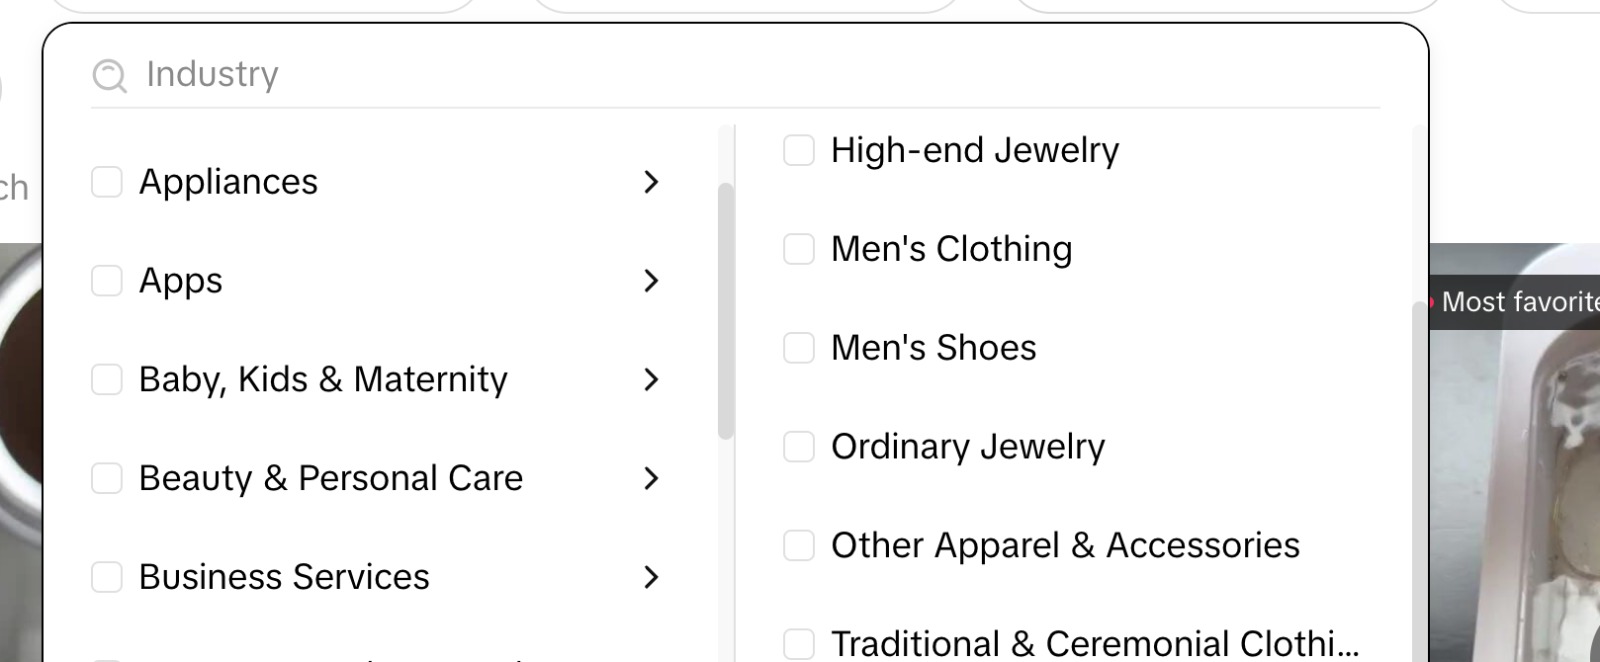 Industry
ch
Appliances
Apps
Baby, Kids & Maternity
Beauty & Personal Care
Business Services
High-end Jewelry
Men's Clothing
Men's Shoes
Ordinary Jewelry
Other Apparel & Accessories
Traditional & Ceremonial Clothi...
Most favorite